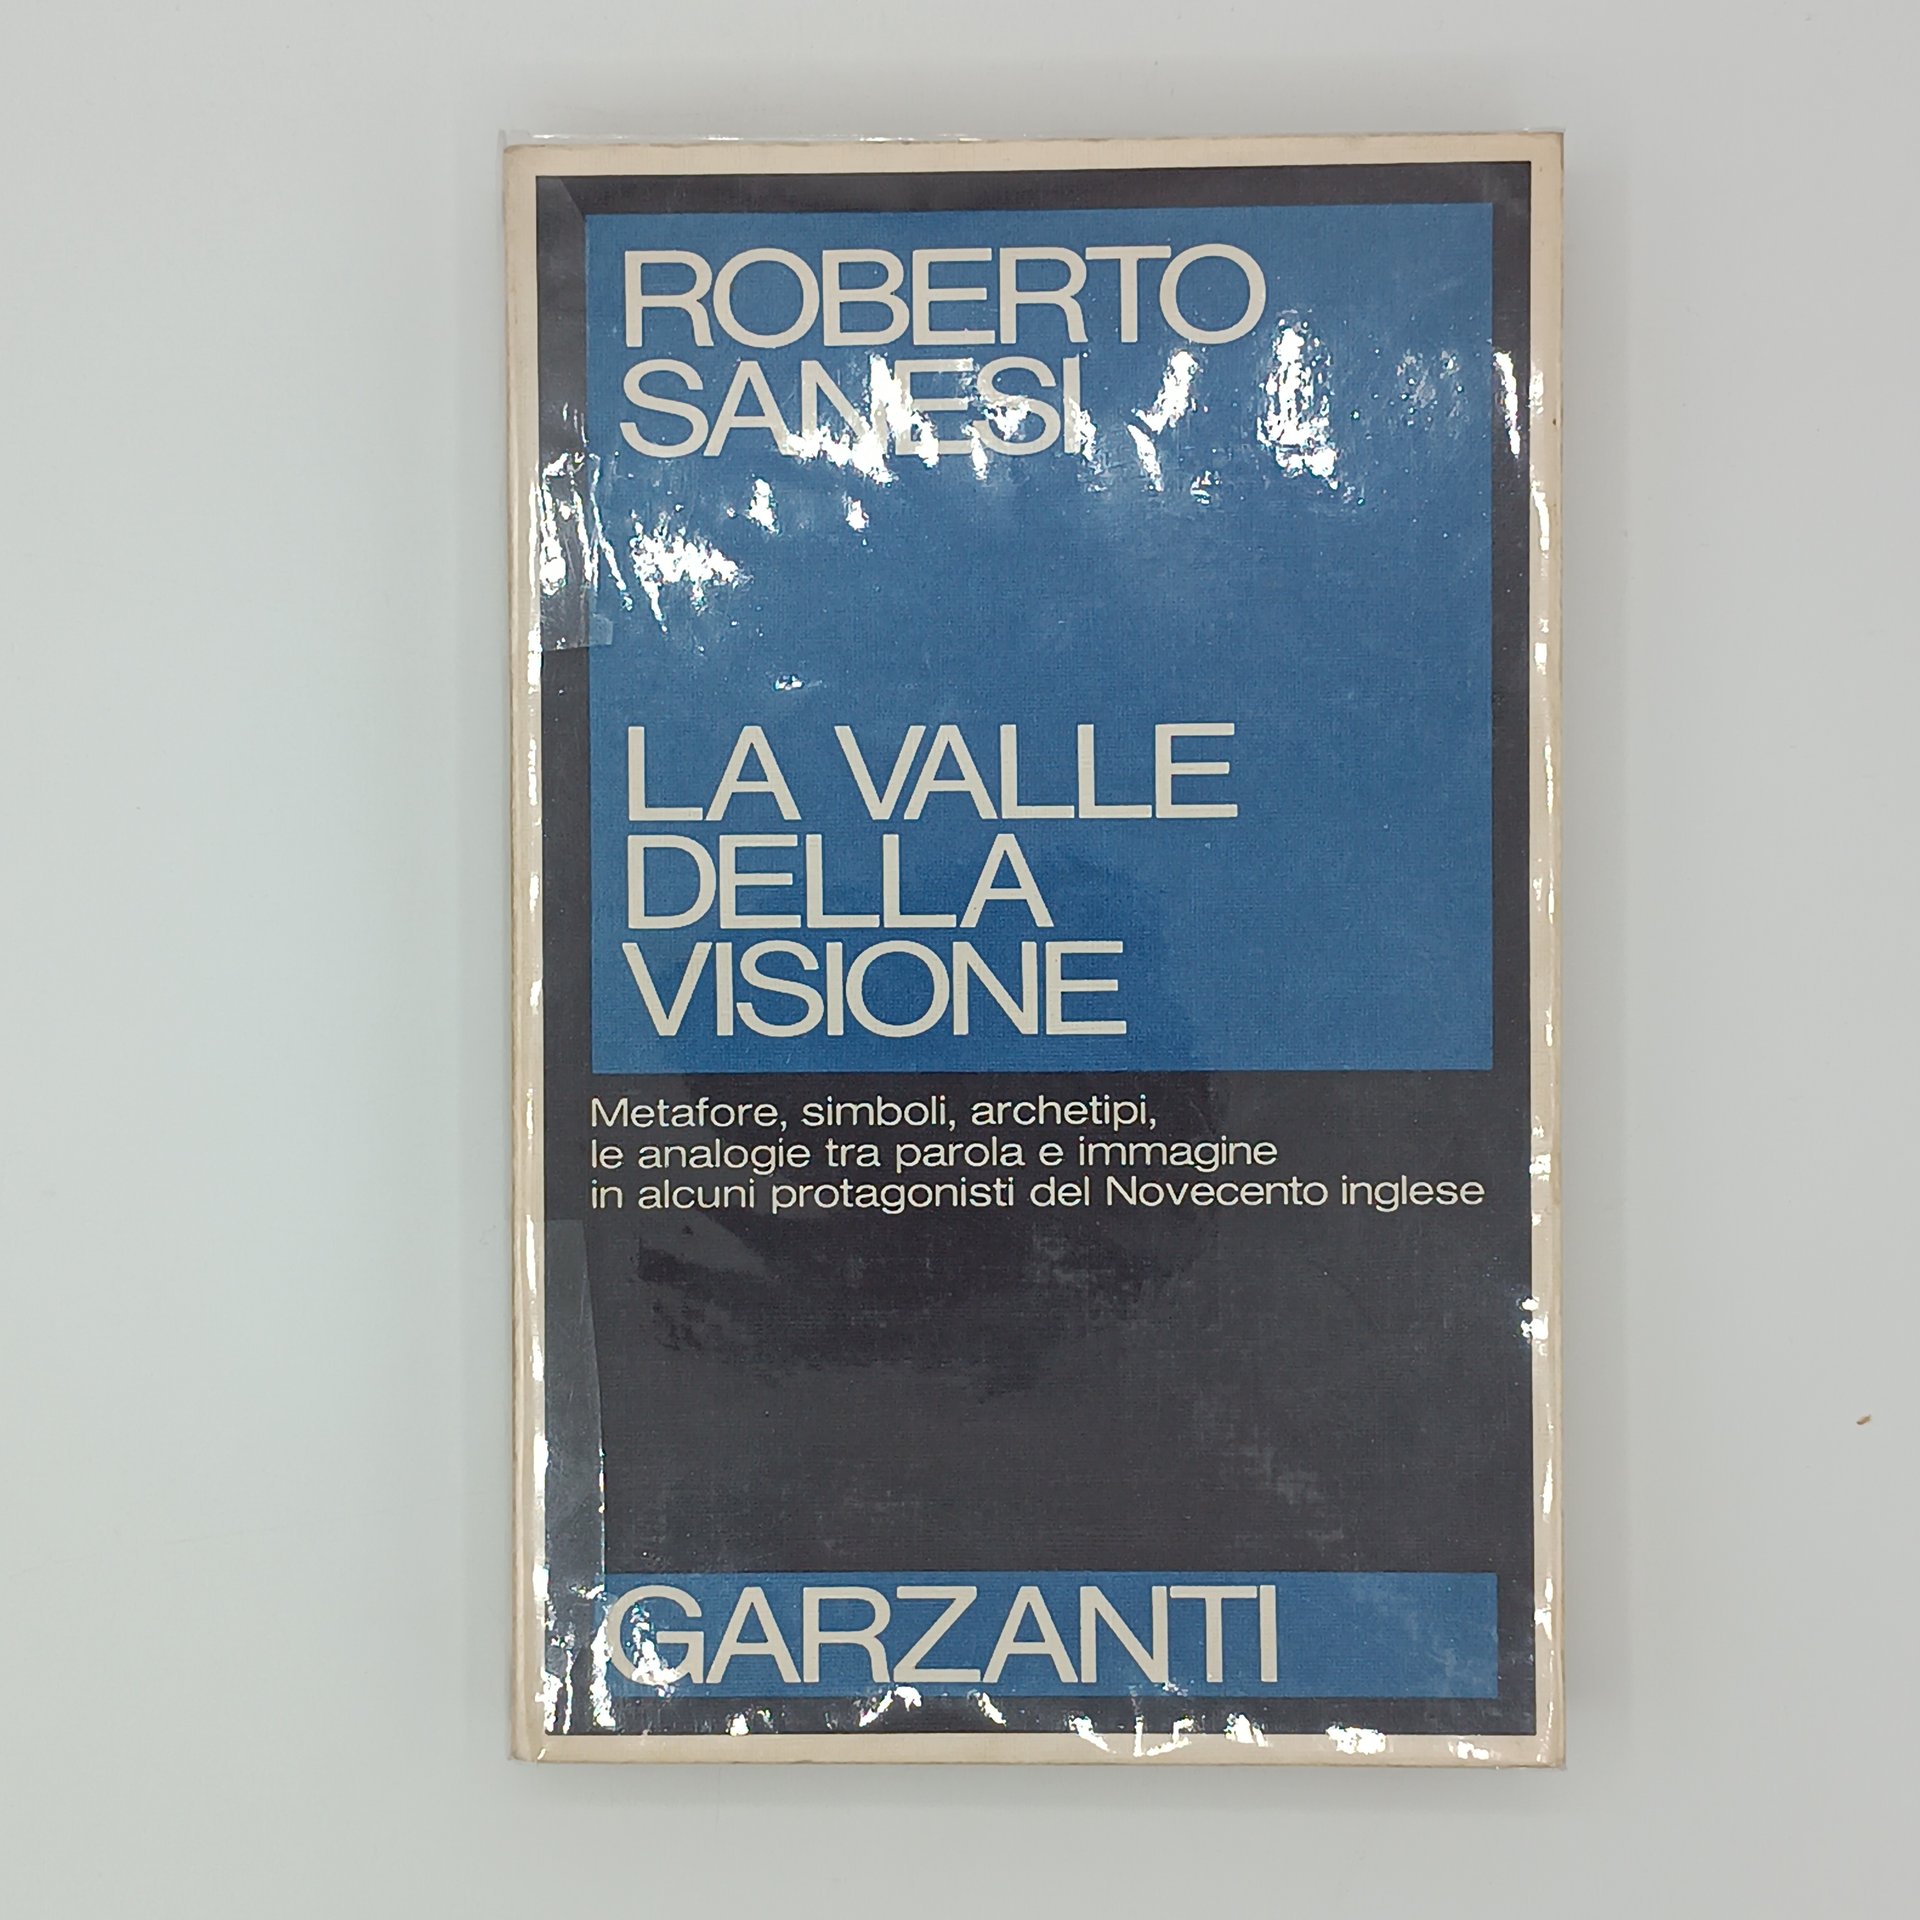 ROBERTO
SANESI
LA VALLE
DELLA
VISIONE
Metafore, simboli, archetipi,
le analogie tra parola e immagine
in alcuni protagonisti del Novecento inglese
GARZANTI